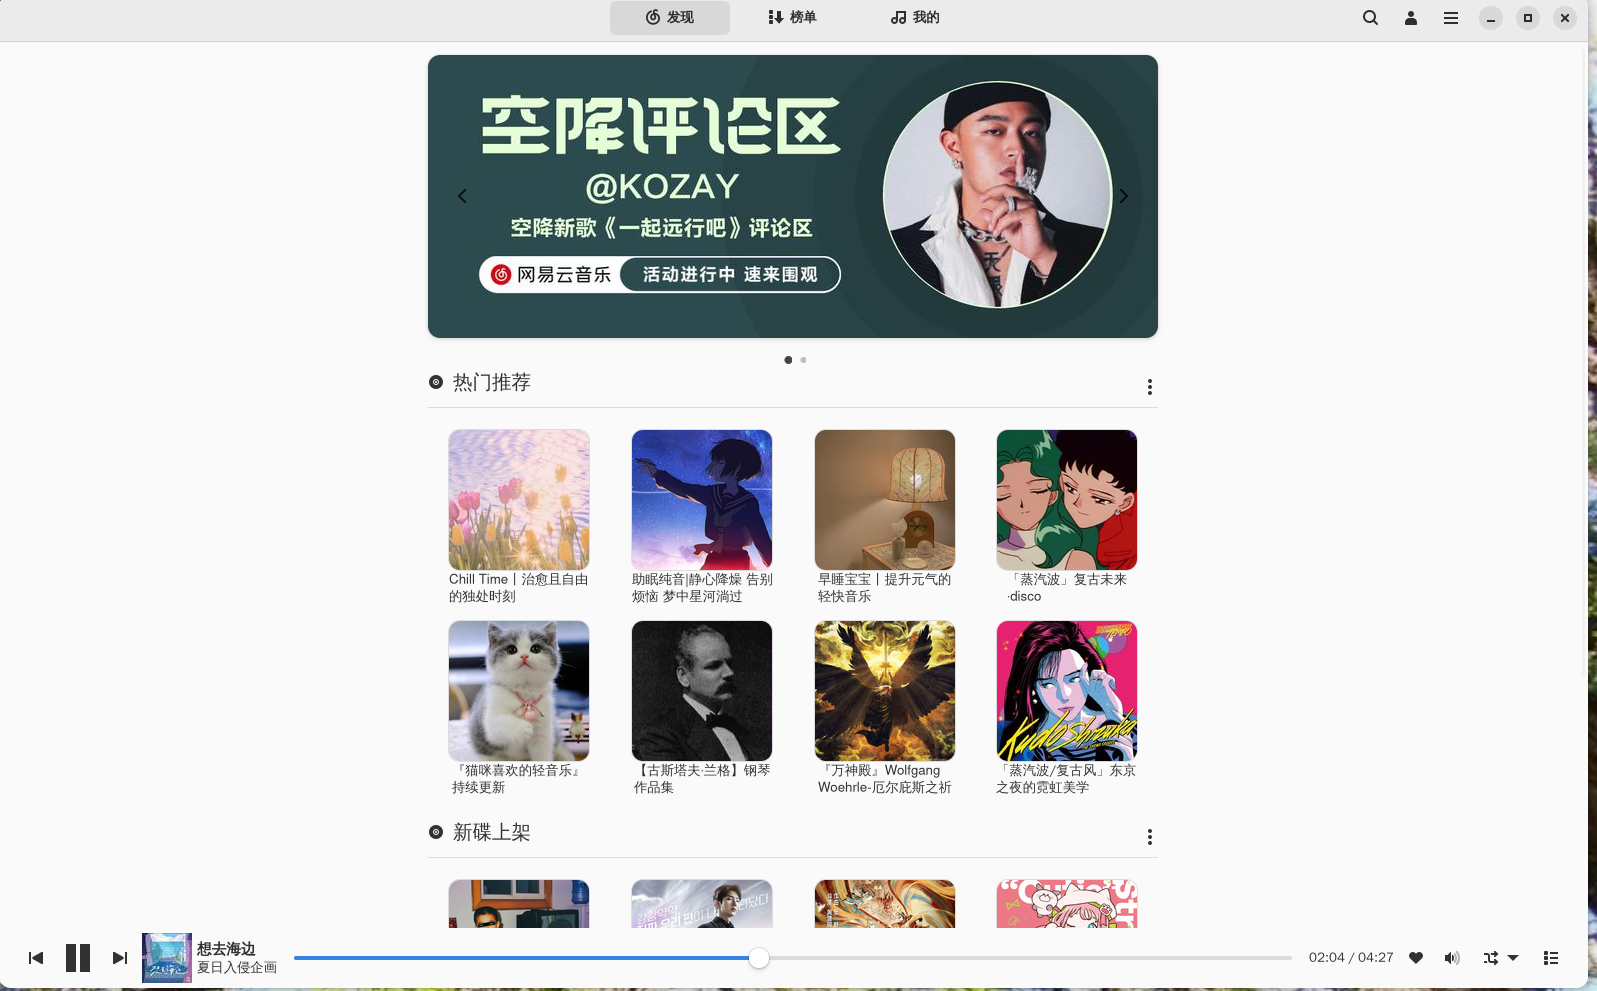 发现
榜单
我的
空降评论区
@KOZAY
空降新歌《一起远行吧》评论区
网易云音乐
活动进行中 速来围观
热门推荐
Chill Time丨治愈且自由
的独处时刻
助眠纯音|静心降燥 告别
烦恼 梦中星河淌过
早睡宝宝丨提升元气的
轻快音乐
「蒸汽波」复古未来
·disco
Kudo Shizuka
『猫咪喜欢的轻音乐』
持续更新
【古斯塔夫·兰格】钢琴
作品集
『万神殿』Wolfgang
Woehrle-厄尔庇斯之祈
「蒸汽波/复古风」东京
之夜的霓虹美学
新碟上架
想去海边
夏日入侵企画
02:04 / 04:27